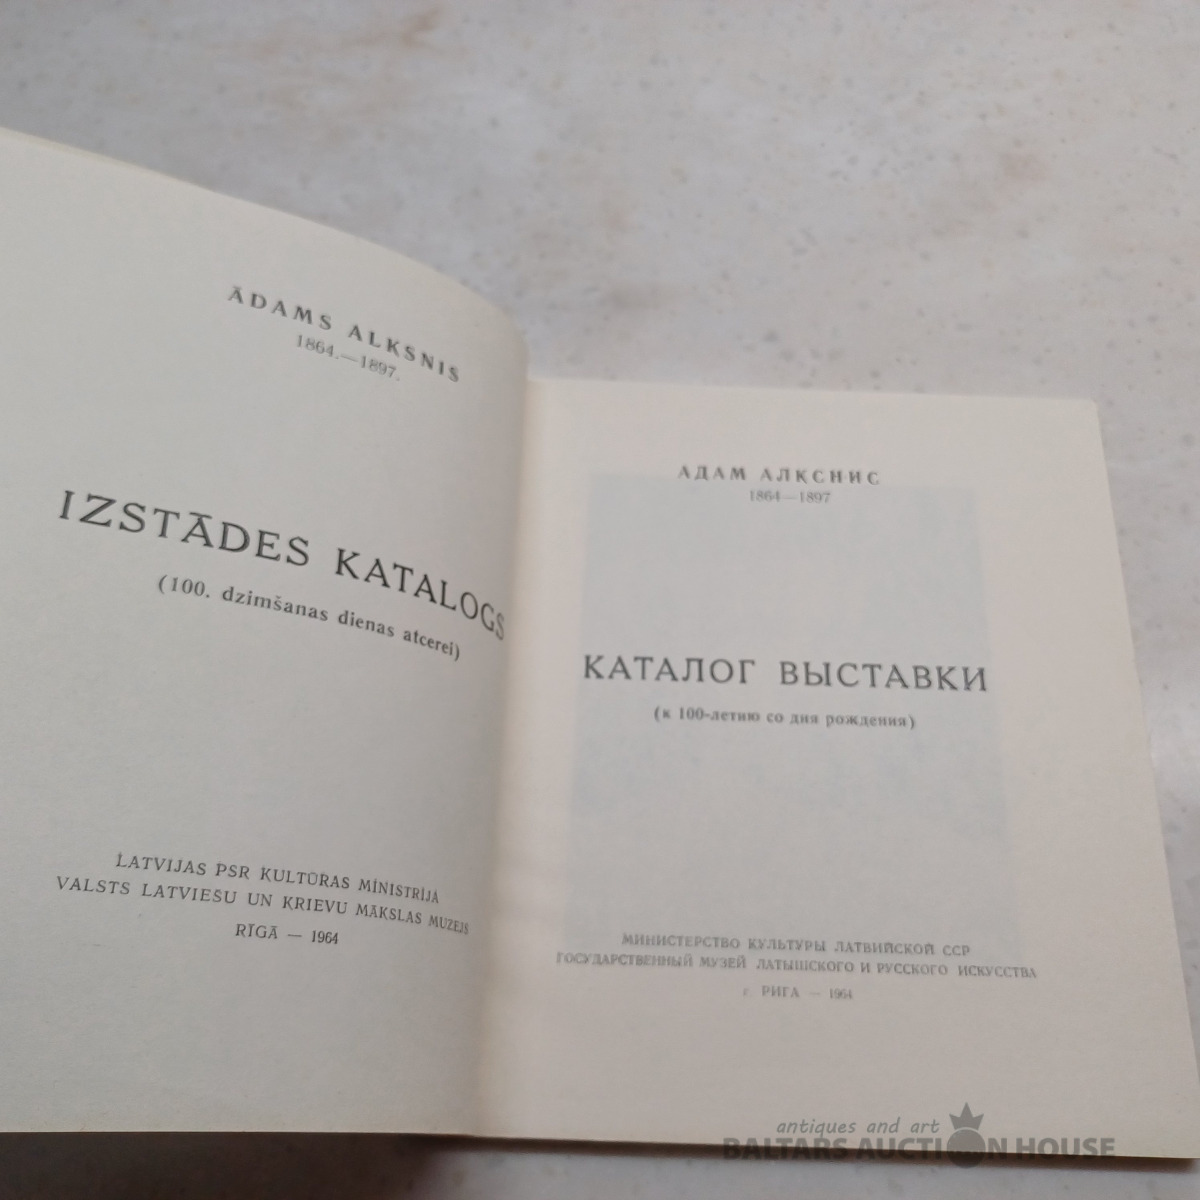 ĀDAMS ALKSNIS
1864.—1897.
IZSTĀDES KATALOGS
(100. dzimšanas dienas atcerei)
LATVIJAS PSR KULTŪRAS MINISTRIJA
VALSTS LATVIEŠU UN KRIEVU MĀKSLAS MUZEJS
RĪGĀ — 1964
АДАМ АЛКСНИС
1864—1897
КАТАЛОГ ВЫСТАВКИ
(к 100-летию со дня рождения)
МИНИСТЕРСТВО КУЛЬТУРЫ ЛАТВИЙСКОЙ ССР
ГОСУДАРСТВЕННЫЙ МУЗЕЙ ЛАТЫШСКОГО И РУССКОГО ИСКУССТВА
г. РИГА — 1964
antiques and art
BALTARS AUCTION HOUSE